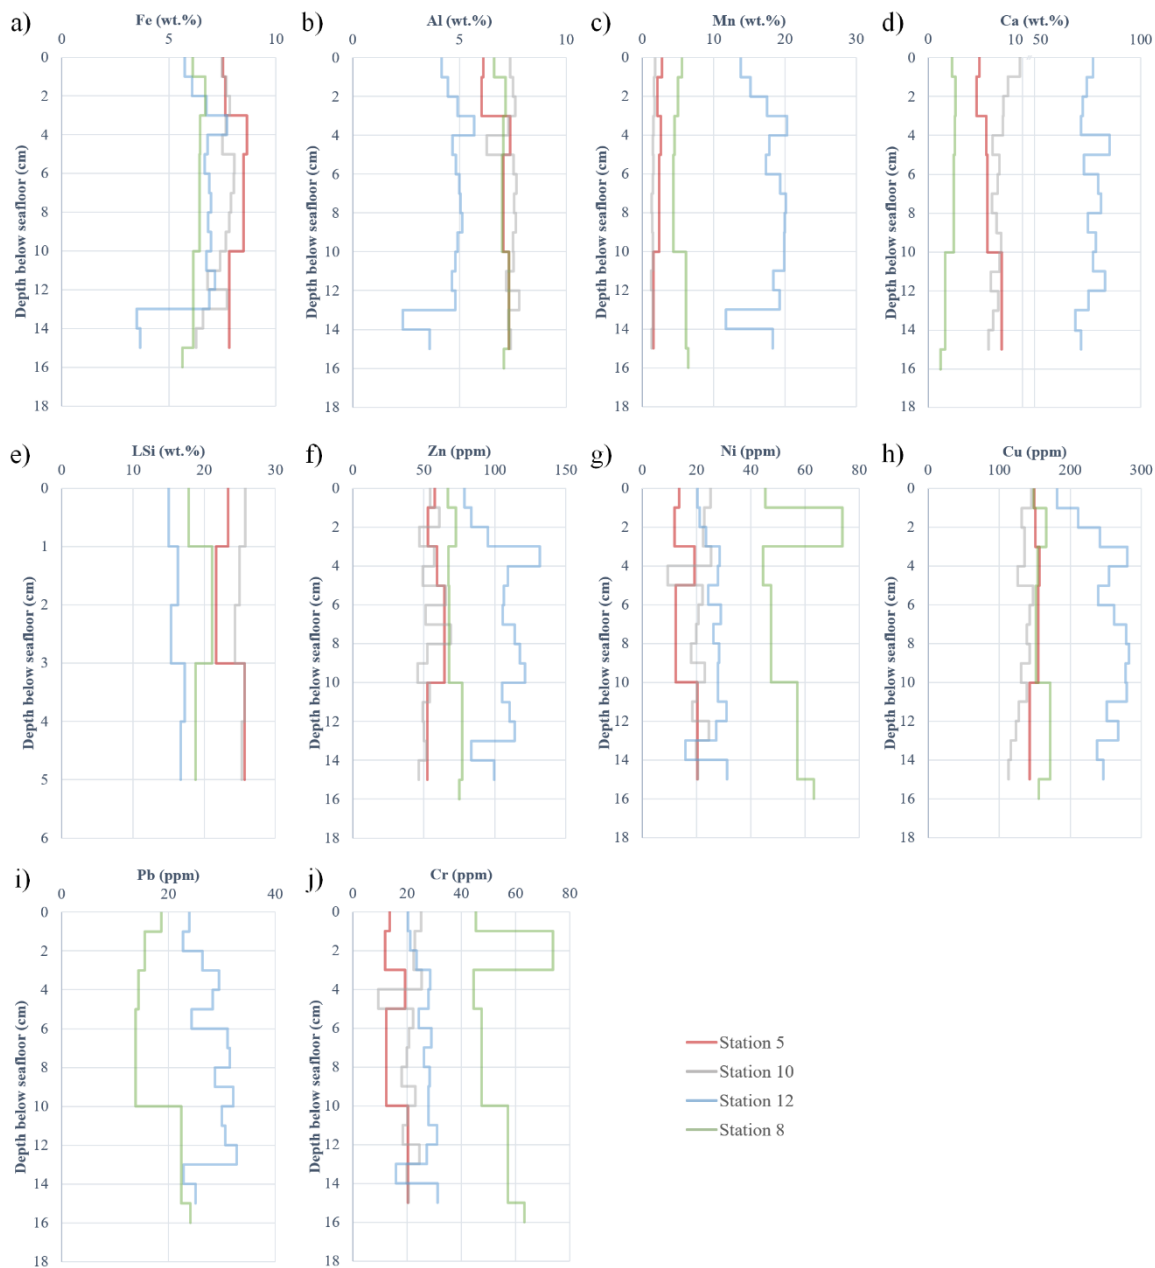 a) Fe (wt.%)
0 5 10
Depth below seafloor (cm)
0
2
4
6
8
10
12
14
16
18
b) Al (wt.%)
0 5 10
Depth below seafloor (cm)
0
2
4
6
8
10
12
14
16
18
c) Mn (wt.%)
0 10 20 30
Depth below seafloor (cm)
0
2
4
6
8
10
12
14
16
18
d) Ca (wt.%)
0 10 50 100
Depth below seafloor (cm)
0
2
4
6
8
10
12
14
16
18
e) LSi (wt.%)
0 10 20 30
Depth below seafloor (cm)
0
1
2
3
4
5
6
f) Zn (ppm)
0 50 100 150
Depth below seafloor (cm)
0
2
4
6
8
10
12
14
16
18
g) Ni (ppm)
0 20 40 60 80
Depth below seafloor (cm)
0
2
4
6
8
10
12
14
16
18
h) Cu (ppm)
0 100 200 300
Depth below seafloor (cm)
0
2
4
6
8
10
12
14
16
18
i) Pb (ppm)
0 20 40
Depth below seafloor (cm)
0
2
4
6
8
10
12
14
16
18
j) Cr (ppm)
0 20 40 60 80
Depth below seafloor (cm)
0
2
4
6
8
10
12
14
16
18
Station 5
Station 10
Station 12
Station 8